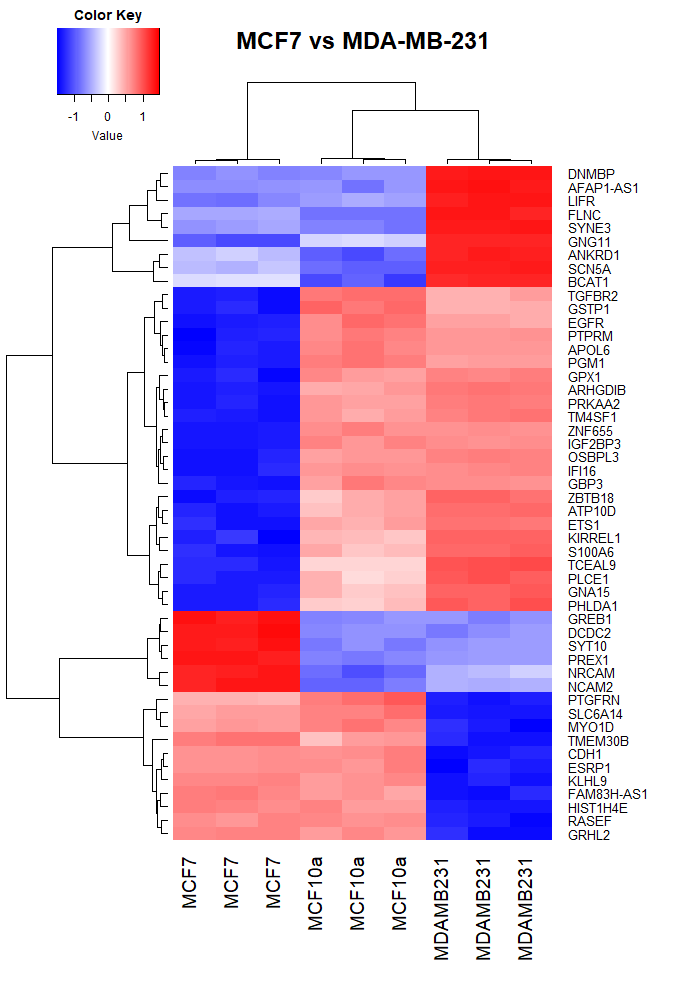 Color Key
MCF7 vs MDA-MB-231
-1 0 1
Value
DNMBP
AFAP1-AS1
LIFR
FLNC
SYNE3
GNG11
ANKRD1
SCN5A
BCAT1
TGFBR2
GSTP1
EGFR
PTPRM
APOL6
PGM1
GPX1
ARHGDIB
PRKAA2
TM4SF1
ZNF655
IGF2BP3
OSBPL3
IFI16
GBP3
ZBTB18
ATP10D
ETS1
KIRREL1
S100A6
TCEAL9
PLCE1
GNA15
PHLDA1
GREB1
DCDC2
SYT10
PREX1
NRCAM
NCAM2
PTGFRN
SLC6A14
MYO1D
TMEM30B
CDH1
ESRP1
KLHL9
FAM83H-AS1
HIST1H4E
RASEF
GRHL2
MCF7
MCF7
MCF7
MCF10a
MCF10a
MCF10a
MDAMB231
MDAMB231
MDAMB231